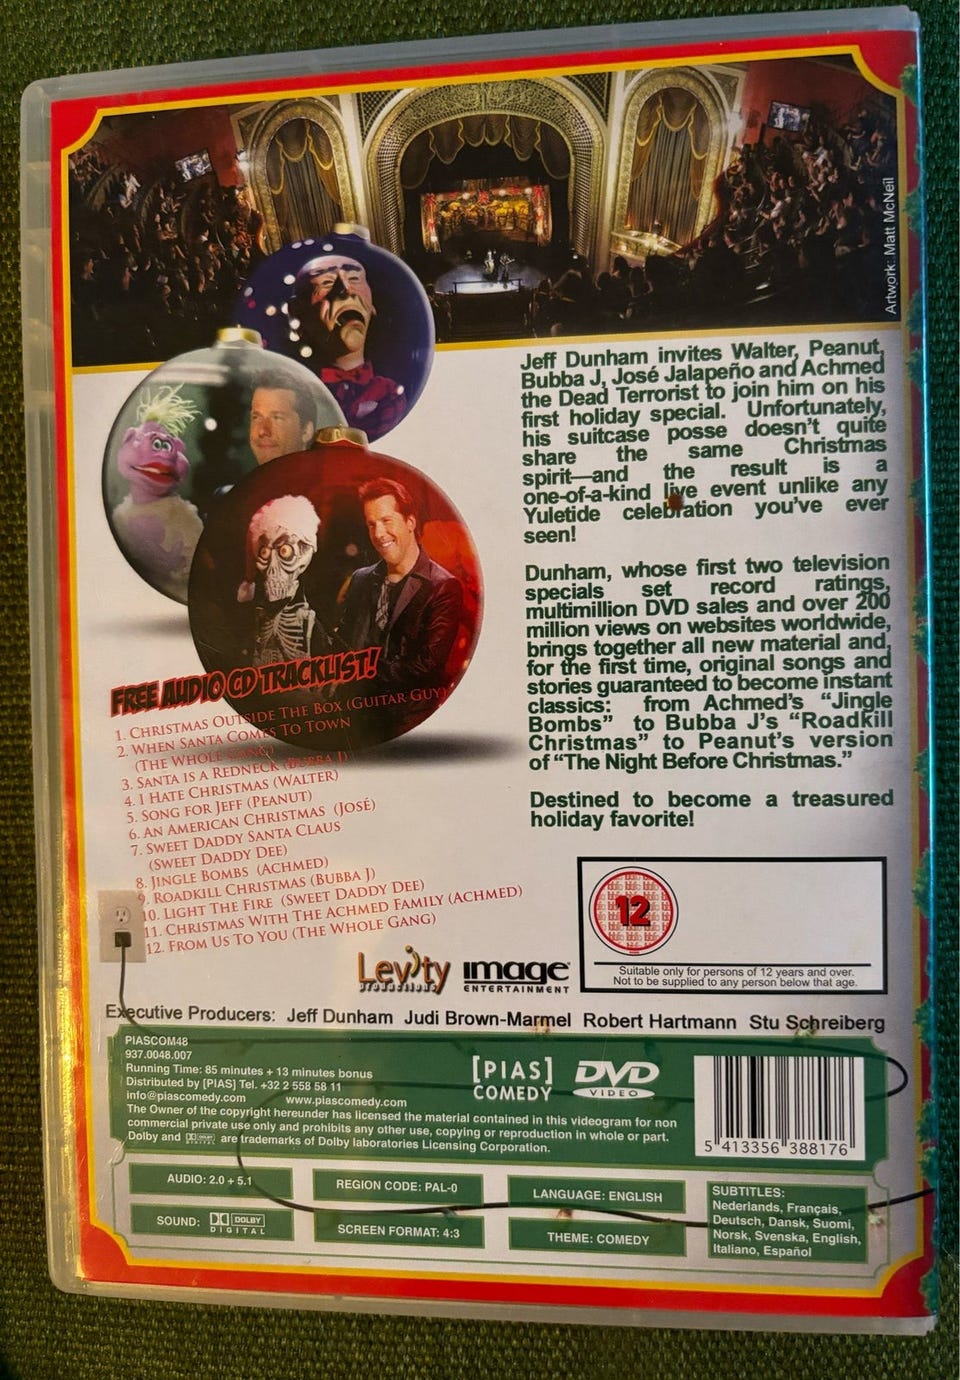 Artwork: Matt McNeil
Jeff Dunham invites Walter, Peanut,
Bubba J, José Jalapeño and Achmed
the Dead Terrorist to join him on his
first holiday special. Unfortunately,
his suitcase posse doesn't quite
share the same Christmas
spirit—and the result is a
one-of-a-kind live event unlike any
Yuletide celebration you've ever
seen!
Dunham, whose first two television
specials set record ratings,
multimillion DVD sales and over 200
million views on websites worldwide,
brings together all new material and,
for the first time, original songs and
stories guaranteed to become instant
classics: from Achmed's “Jingle
Bombs” to Bubba J's “Roadkill
Christmas” to Peanut's version
of “The Night Before Christmas.”
Destined to become a treasured
holiday favorite!
FREE AUDIO CD TRACKLIST!
1. CHRISTMAS OUTSIDE THE BOX (GUITAR GUY)
2. WHEN SANTA COMES TO TOWN
(THE WHOLE GANG)
3. SANTA IS A REDNECK (BUBBA J)
4. I HATE CHRISTMAS (WALTER)
5. SONG FOR JEFF (PEANUT)
6. AN AMERICAN CHRISTMAS (JOSÉ)
7. SWEET DADDY SANTA CLAUS
(SWEET DADDY DEE)
8. JINGLE BOMBS (ACHMED)
9. ROADKILL CHRISTMAS (BUBBA J)
10. LIGHT THE FIRE (SWEET DADDY DEE)
11. CHRISTMAS WITH THE ACHMED FAMILY (ACHMED)
12. FROM US TO YOU (THE WHOLE GANG)
12
Suitable only for persons of 12 years and over.
Not to be supplied to any person below that age.
Levity
productions
image
ENTERTAINMENT
Executive Producers: Jeff Dunham Judi Brown-Marmel Robert Hartmann Stu Schreiberg
PIASCOM48
937.0048.007
Running Time: 85 minutes + 13 minutes bonus
Distributed by [PIAS] Tel. +32 2 558 58 11
info@piascomedy.com www.piascomedy.com
The Owner of the copyright hereunder has licensed the material contained in this videogram for non
commercial private use only and prohibits any other use, copying or reproduction in whole or part.
Dolby and are trademarks of Dolby laboratories Licensing Corporation.
[PIAS]
COMEDY
DVD
VIDEO
5 413356 388176
AUDIO: 2.0 + 5.1
REGION CODE: PAL-0
LANGUAGE: ENGLISH
SOUND: DOLBY
DIGITAL
SCREEN FORMAT: 4:3
THEME: COMEDY
SUBTITLES:
Nederlands, Français,
Deutsch, Dansk, Suomi,
Norsk, Svenska, English,
Italiano, Español